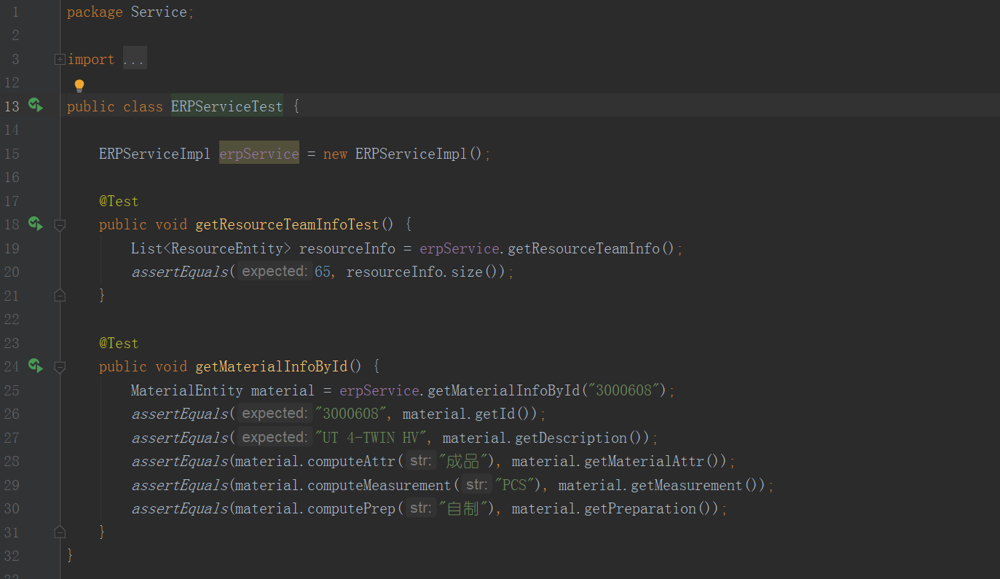 1 package Service;
2
3 import ...
12
13 public class ERPServiceTest {
14
15 ERPServiceImpl erpService = new ERPServiceImpl();
16
17 @Test
18 public void getResourceTeamInfoTest() {
19 List<ResourceEntity> resourceInfo = erpService.getResourceTeamInfo();
20 assertEquals( expected: 65, resourceInfo.size());
21 }
22
23 @Test
24 public void getMaterialInfoById() {
25 MaterialEntity material = erpService.getMaterialInfoById("3000608");
26 assertEquals( expected: "3000608", material.getId());
27 assertEquals( expected: "UT 4-TWIN HV", material.getDescription());
28 assertEquals(material.computeAttr( str: "成品"), material.getMaterialAttr());
29 assertEquals(material.computeMeasurement( str: "PCS"), material.getMeasurement());
30 assertEquals(material.computePrep( str: "自制"), material.getPreparation());
31 }
32 }